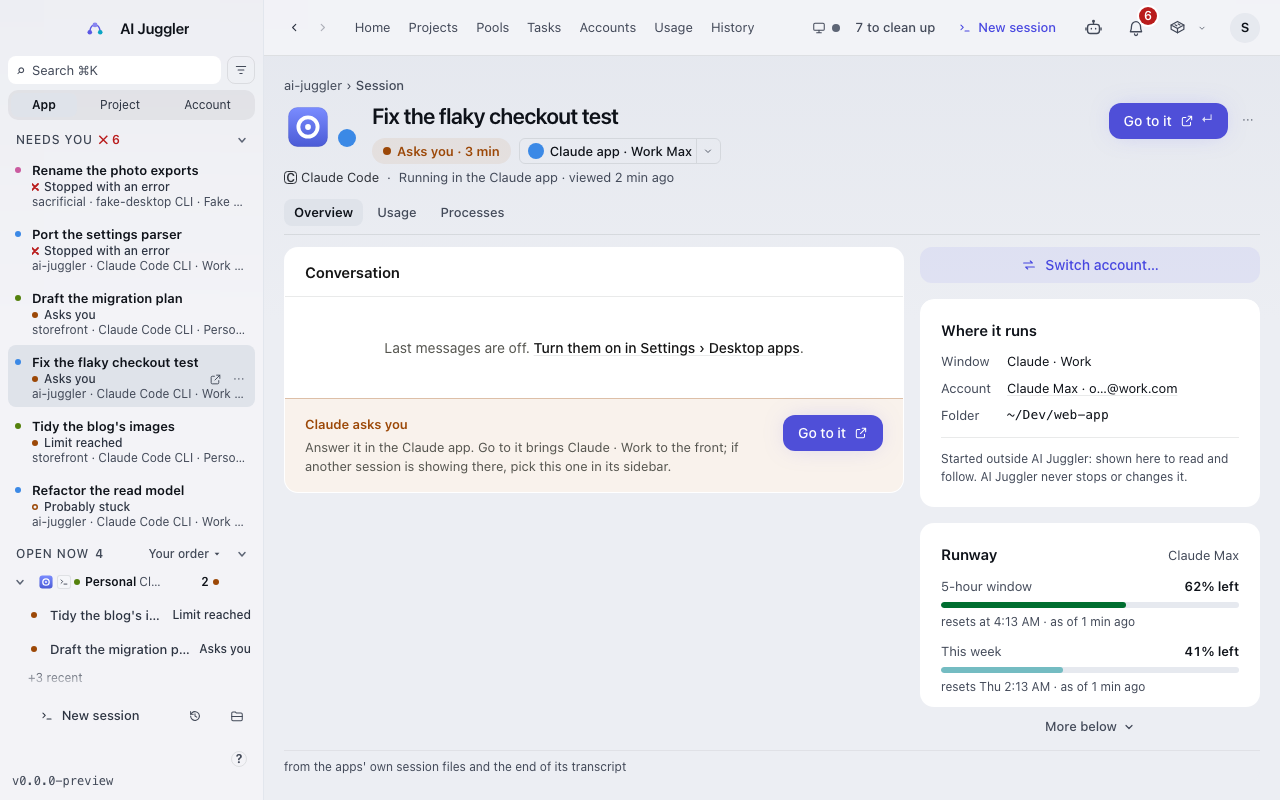 AI Juggler
Search ⌘K
App Project Account
NEEDS YOU 6
Rename the photo exports
Stopped with an error
sacrificial · fake-desktop CLI · Fake ...
Port the settings parser
Stopped with an error
ai-juggler · Claude Code CLI · Work ...
Draft the migration plan
Asks you
storefront · Claude Code CLI · Perso...
Fix the flaky checkout test
Asks you
ai-juggler · Claude Code CLI · Work ...
Tidy the blog's images
Limit reached
storefront · Claude Code CLI · Perso...
Refactor the read model
Probably stuck
ai-juggler · Claude Code CLI · Work ...
OPEN NOW 4 Your order
Personal Cl... 2
Tidy the blog's i... Limit reached
Draft the migration p... Asks you
+3 recent
New session
?
v0.0.0-preview
Home Projects Pools Tasks Accounts Usage History 7 to clean up New session 6 S
ai-juggler › Session
Fix the flaky checkout test
Asks you · 3 min Claude app · Work Max
Go to it
Claude Code · Running in the Claude app · viewed 2 min ago
Overview Usage Processes
Conversation
Last messages are off. Turn them on in Settings › Desktop apps.
Claude asks you
Answer it in the Claude app. Go to it brings Claude · Work to the front; if
another session is showing there, pick this one in its sidebar.
Go to it
Switch account...
Where it runs
Window Claude · Work
Account Claude Max · o...@work.com
Folder ~/Dev/web-app
Started outside AI Juggler: shown here to read and
follow. AI Juggler never stops or changes it.
Runway Claude Max
5-hour window 62% left
resets at 4:13 AM · as of 1 min ago
This week 41% left
resets Thu 2:13 AM · as of 1 min ago
More below
from the apps' own session files and the end of its transcript